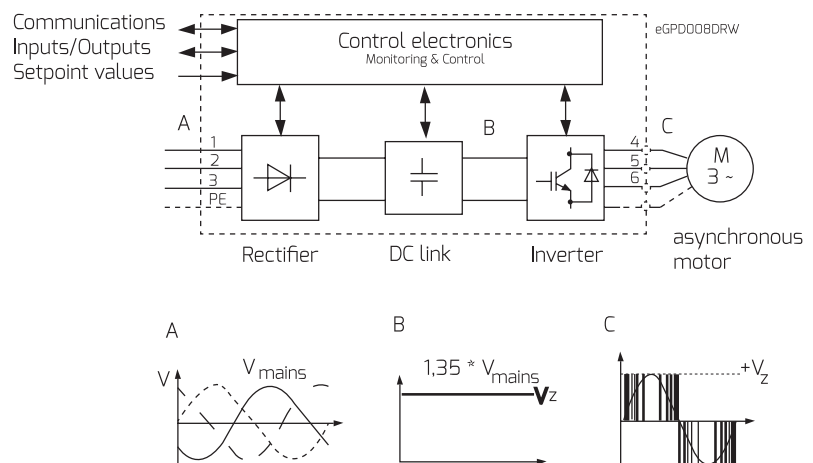 Communications
Inputs/Outputs
Setpoint values
Control electronics
Monitoring & Control
eGPD008DRW
A
B
C
1
2
3
PE
4
5
6
M
3 ~
Rectifier
DC link
Inverter
asynchronous
motor
A
B
C
V
V mains
1,35 * V mains
Vz
+Vz